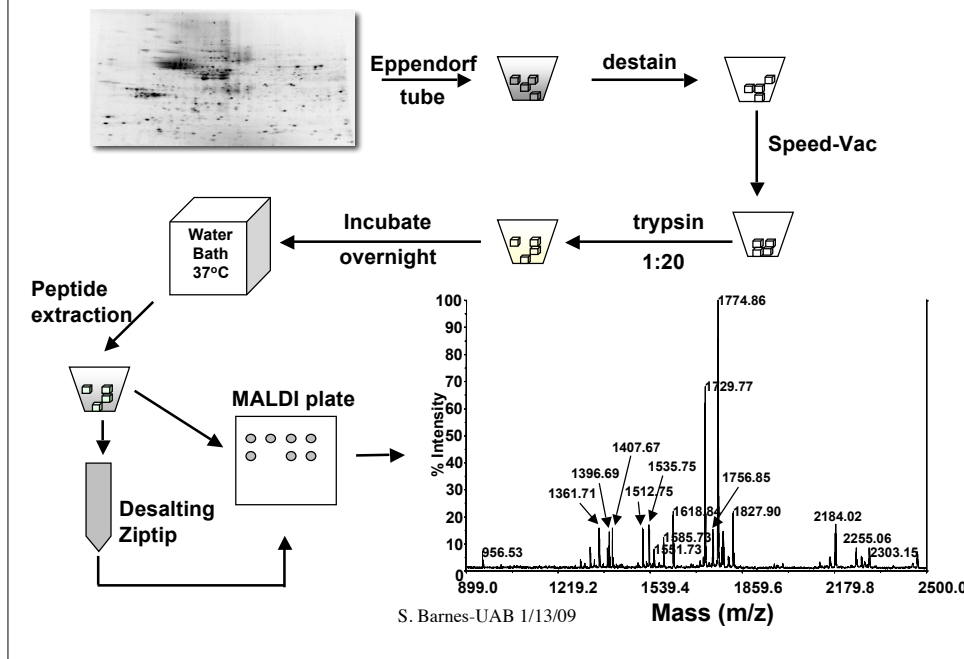 Eppendorf
tube
destain
Speed-Vac
trypsin
1:20
Incubate
overnight
Water
Bath
37ºC
Peptide
extraction
MALDI plate
Desalting
Ziptip
% Intensity
100
90
80
70
60
50
40
30
20
10
0
1774.86
1729.77
1407.67
1396.69
1535.75
1361.71
1512.75
1756.85
1618.84
1827.90
1585.73
1551.73
2184.02
2255.06
2303.15
956.53
899.0
1219.2
1539.4
1859.6
2179.8
2500.0
Mass (m/z)
S. Barnes-UAB 1/13/09